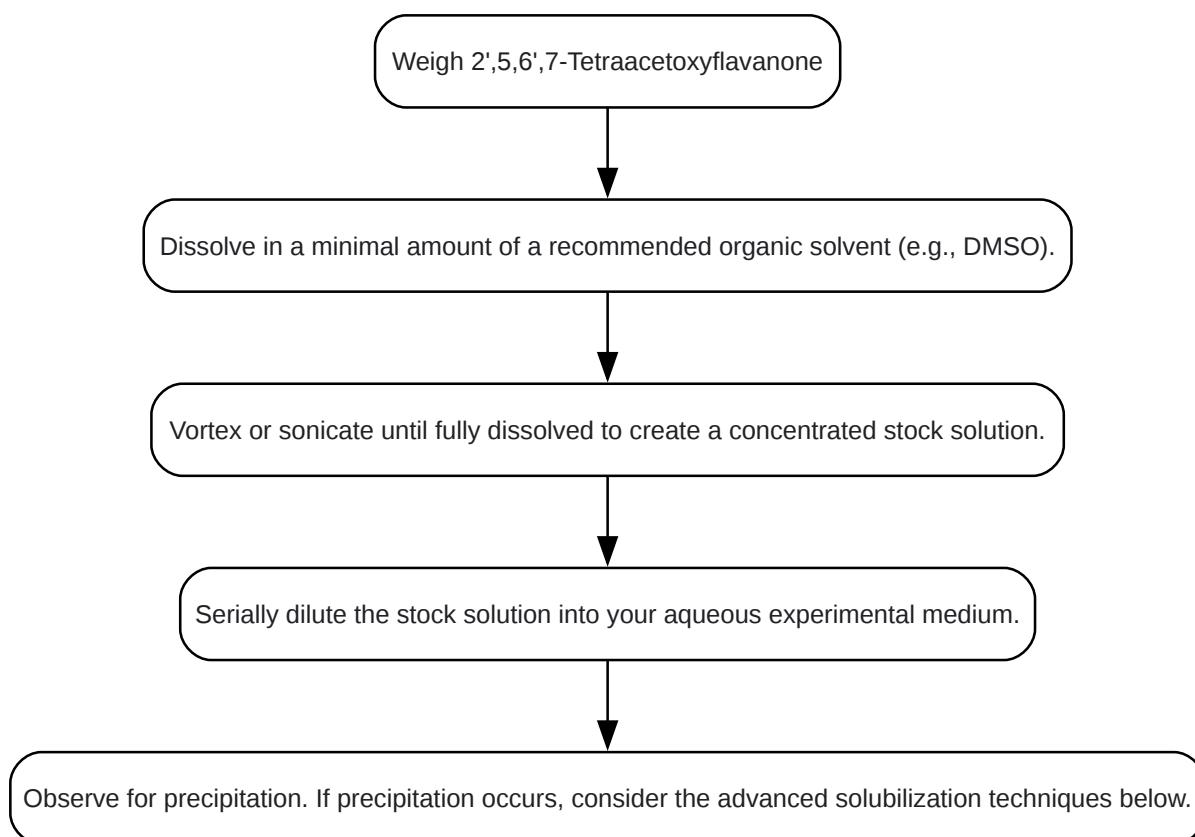 Weigh 2',5,6',7-Tetraacetoxyflavanone
Dissolve in a minimal amount of a recommended organic solvent (e.g., DMSO).
Vortex or sonicate until fully dissolved to create a concentrated stock solution.
Serially dilute the stock solution into your aqueous experimental medium.
Observe for precipitation. If precipitation occurs, consider the advanced solubilization techniques below.